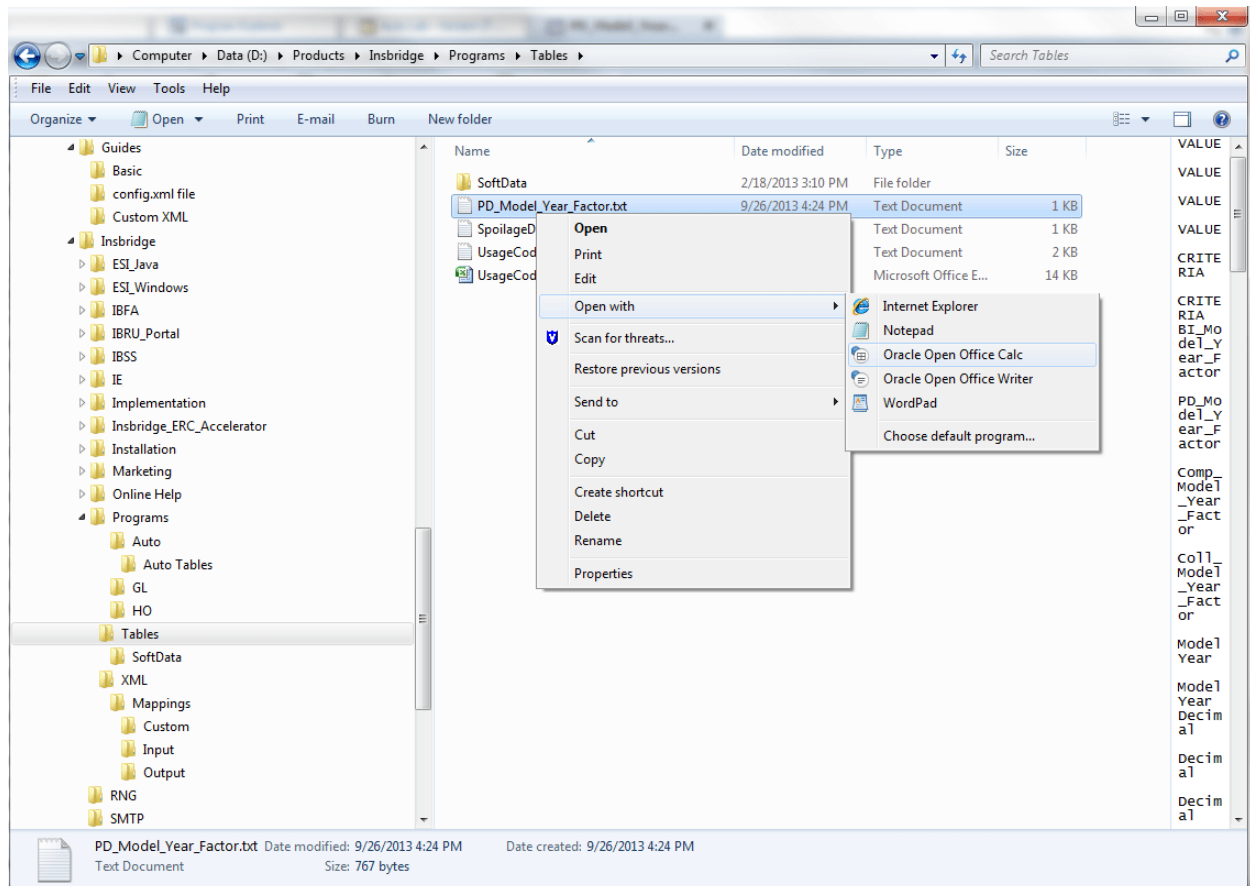 Computer Data (D:) Products Insbridge Programs Tables
Search Tables
File Edit View Tools Help
Organize Open Print E-mail Burn New folder
Guides
Basic
config.xml file
Custom XML
Insbridge
ESI_Java
ESI_Windows
IBFA
IBRU_Portal
IBSS
IE
Implementation
Insbridge_ERC_Accelerator
Installation
Marketing
Online Help
Programs
Auto
Auto Tables
GL
HO
Tables
SoftData
XML
Mappings
Custom
Input
Output
RNG
SMTP
Name Date modified Type Size
SoftData 2/18/2013 3:10 PM File folder
PD_Model_Year_Factor.txt 9/26/2013 4:24 PM Text Document 1 KB
SpoilageD Text Document 1 KB
UsageCod Text Document 2 KB
UsageCod Microsoft Office E... 14 KB
Open
Print
Edit
Open with
Scan for threats...
Restore previous versions
Send to
Cut
Copy
Create shortcut
Delete
Rename
Properties
Internet Explorer
Notepad
Oracle Open Office Calc
Oracle Open Office Writer
WordPad
Choose default program...
VALUE
VALUE
VALUE
VALUE
CRITE
RIA
CRITE
RIA
BI_Mo
del_Y
ear_F
actor
PD_Mo
del_Y
ear_F
actor
Comp_
Model
_Year
_Fact
or
Coll_
Model
_Year
_Fact
or
Model
Year
Model
Year
Decim
al
Decim
al
Decim
al
PD_Model_Year_Factor.txt Date modified: 9/26/2013 4:24 PM Date created: 9/26/2013 4:24 PM
Text Document Size: 767 bytes